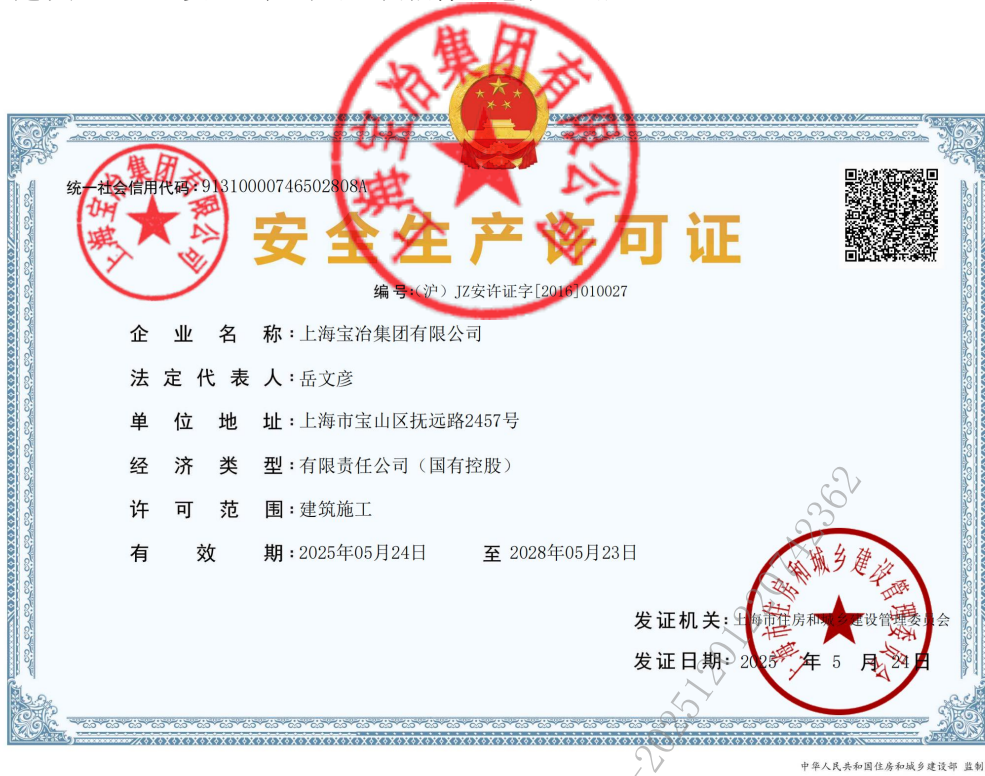 上海宝冶集团有限公司
上海宝冶集团有限公司
统一社会信用代码:91310000746502808A
安全生产许可证
编号:(沪)JZ安许证字[2016]010027
企业名称:上海宝冶集团有限公司
法定代表人:岳文彦
单位地址:上海市宝山区抚远路2457号
经济类型:有限责任公司（国有控股）
许可范围:建筑施工
有效期:2025年05月24日 至 2028年05月23日
发证机关:上海市住房和城乡建设管理委员会
发证日期:2025 年 5 月 24日
上海市住房和城乡建设管理委员会
中华人民共和国住房和城乡建设部 监制